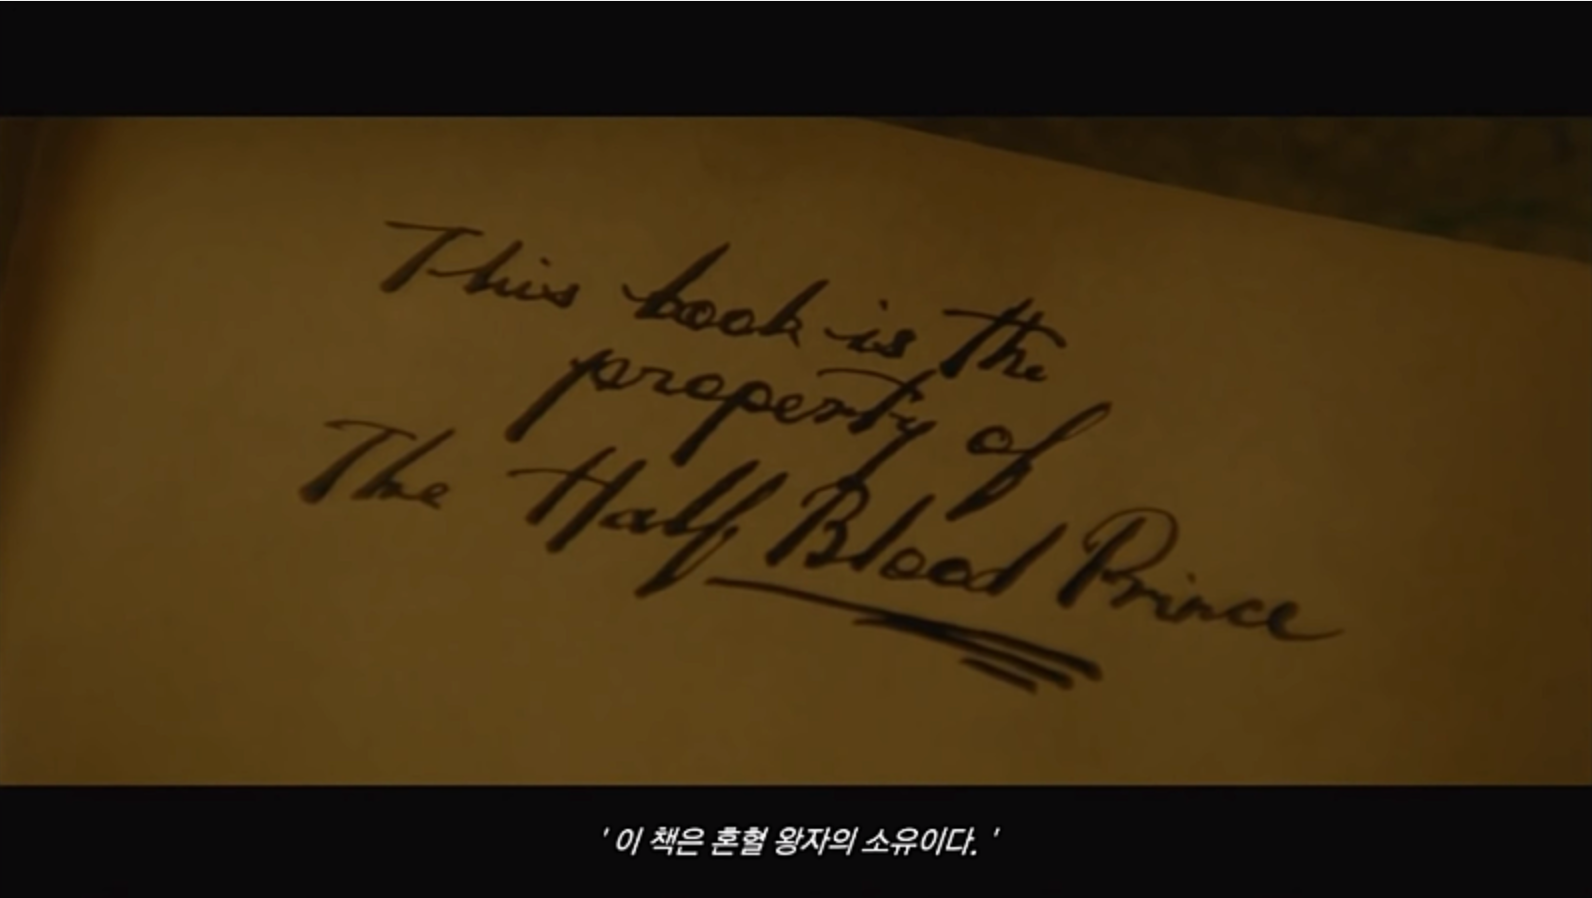 This book is the
property of
The Half Blood Prince
' 이 책은 혼혈 왕자의 소유이다. '